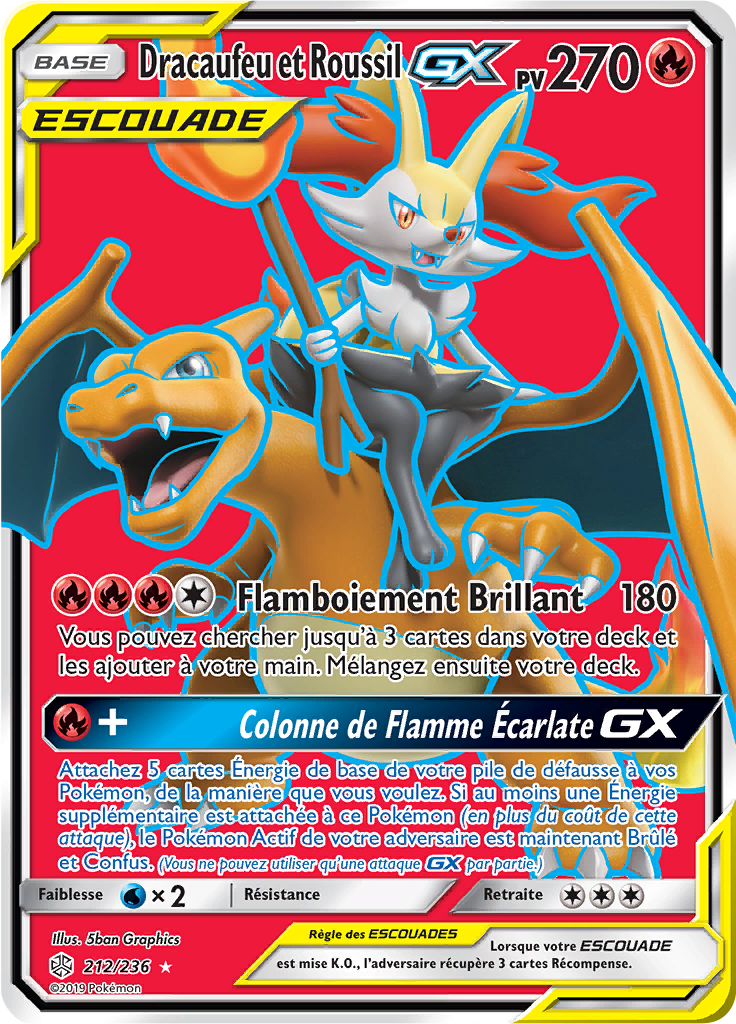 BASE Dracaufeu et Roussil GX PV 270
ESCOUADE
Flamboiement Brillant 180
Vous pouvez chercher jusqu'à 3 cartes dans votre deck et
les ajouter à votre main. Mélangez ensuite votre deck.
+ Colonne de Flamme Écarlate GX
Attachez 5 cartes Énergie de base de votre pile de défausse à vos
Pokémon, de la manière que vous voulez. Si au moins une Énergie
supplémentaire est attachée à ce Pokémon (en plus du coût de cette
attaque), le Pokémon Actif de votre adversaire est maintenant Brûlé
et Confus. (Vous ne pouvez utiliser qu'une attaque GX par partie.)
Faiblesse × 2 Résistance Retraite
Illus. 5ban Graphics
212/236
©2019 Pokémon
Règle des ESCOUADES Lorsque votre ESCOUADE
est mise K.O., l'adversaire récupère 3 cartes Récompense.